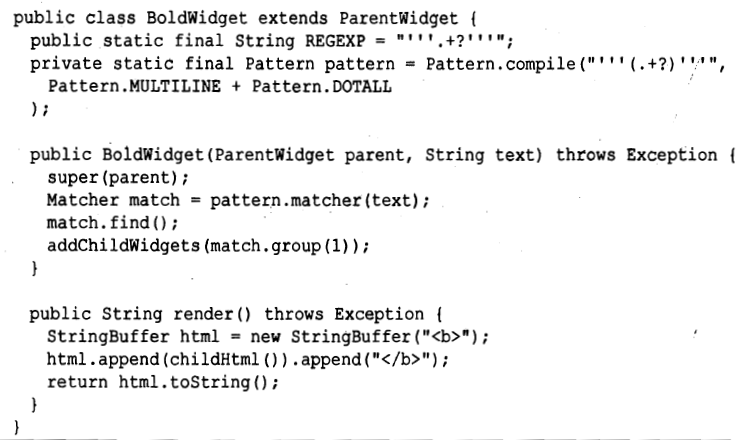 public class BoldWidget extends ParentWidget {
  public static final String REGEXP = "'''.+?'''";
  private static final Pattern pattern = Pattern.compile("'''(.+?)'''",
    Pattern.MULTILINE + Pattern.DOTALL
  );

  public BoldWidget(ParentWidget parent, String text) throws Exception {
    super(parent);
    Matcher match = pattern.matcher(text);
    match.find();
    addChildWidgets(match.group(1));
  }

  public String render() throws Exception {
    StringBuffer html = new StringBuffer("<b>");
    html.append(childHtml()).append("</b>");
    return html.toString();
  }
}